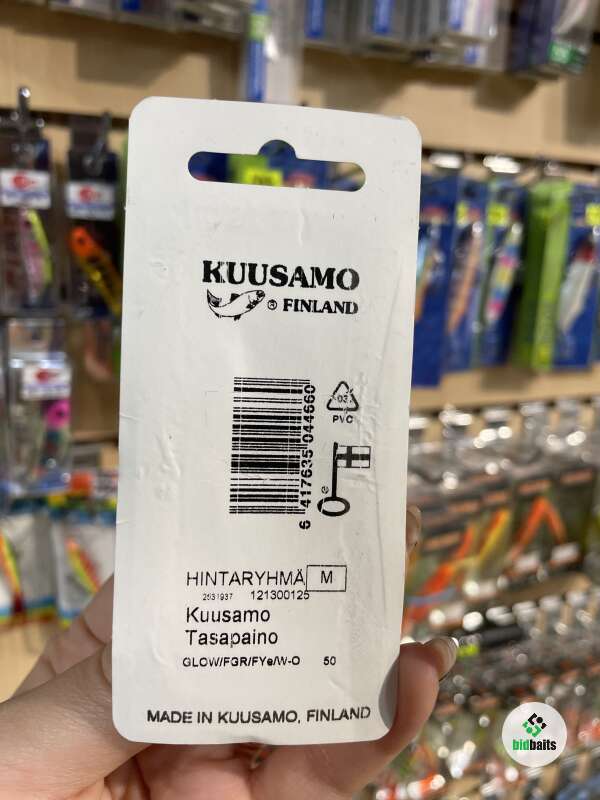 KUUSAMO
® FINLAND
03
PVC
6 417635 044660
HINTARYHMÄ M
2531937 121300125
Kuusamo
Tasapaino
GLOW/FGR/FYe/W-O 50
MADE IN KUUSAMO, FINLAND
bidbaits